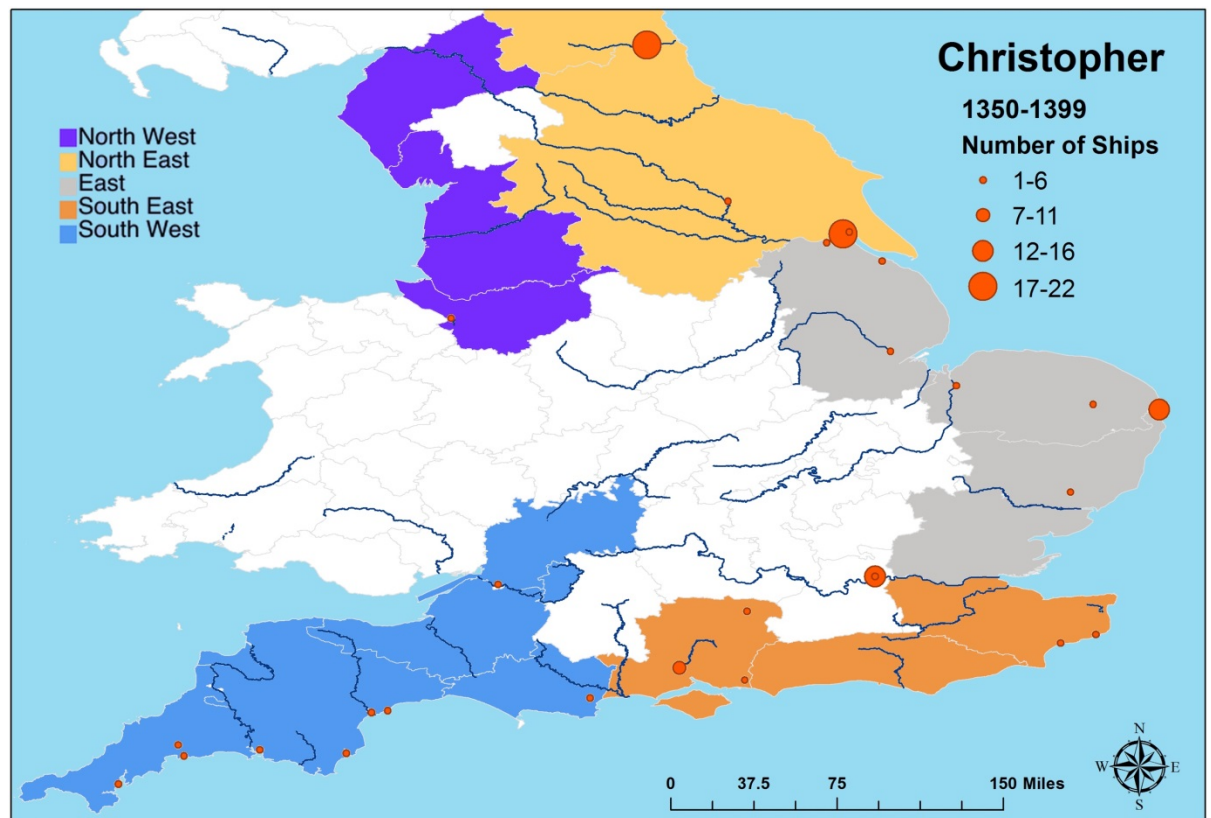 Christopher
1350-1399
Number of Ships
1-6
7-11
12-16
17-22
North West
North East
East
South East
South West
N
W E
S
0 37.5 75 150 Miles